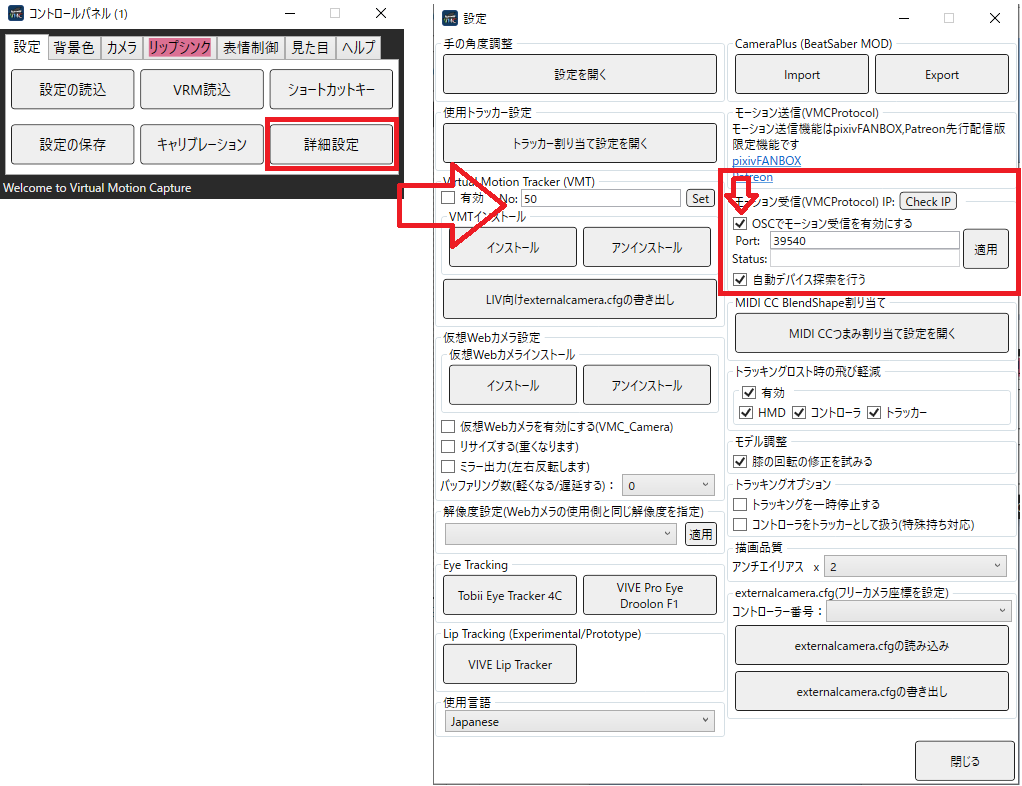 コントロールパネル (1)
設定 背景色 カメラ リップシンク 表情制御 見た目 ヘルプ
設定の読込 VRM読込 ショートカットキー
設定の保存 キャリブレーション 詳細設定
Welcome to Virtual Motion Capture
設定
手の角度調整
設定を開く
使用トラッカー設定
トラッカー割り当て設定を開く
Virtual Motion Tracker (VMT)
有効 No: 50 Set
VMTインストール
インストール アンインストール
LIV向けexternalcamera.cfgの書き出し
仮想Webカメラ設定
仮想Webカメラインストール
インストール アンインストール
仮想Webカメラを有効にする(VMC_Camera)
リサイズする(重くなります)
ミラー出力(左右反転します)
バッファリング数(軽くなる/遅延する)： 0
解像度設定(Webカメラの使用側と同じ解像度を指定)
適用
Eye Tracking
Tobii Eye Tracker 4C VIVE Pro Eye
Droolon F1
Lip Tracking (Experimental/Prototype)
VIVE Lip Tracker
使用言語
Japanese
CameraPlus (BeatSaber MOD)
Import Export
モーション送信(VMCProtocol)
モーション送信機能はpixivFANBOX,Patreon先行配信版
限定機能です
pixivFANBOX
Patreon
モーション受信(VMCProtocol) IP: Check IP
OSCでモーション受信を有効にする
Port: 39540
Status: 適用
自動デバイス探索を行う
MIDI CC BlendShape割り当て
MIDI CCつまみ割り当て設定を開く
トラッキングロスト時の飛び軽減
有効
HMD コントローラ トラッカー
モデル調整
膝の回転の修正を試みる
トラッキングオプション
トラッキングを一時停止する
コントローラをトラッカーとして扱う(特殊持ち対応)
描画品質
アンチエイリアス x 2
externalcamera.cfg(フリーカメラ座標を設定)
コントローラー番号：
externalcamera.cfgの読み込み
externalcamera.cfgの書き出し
閉じる